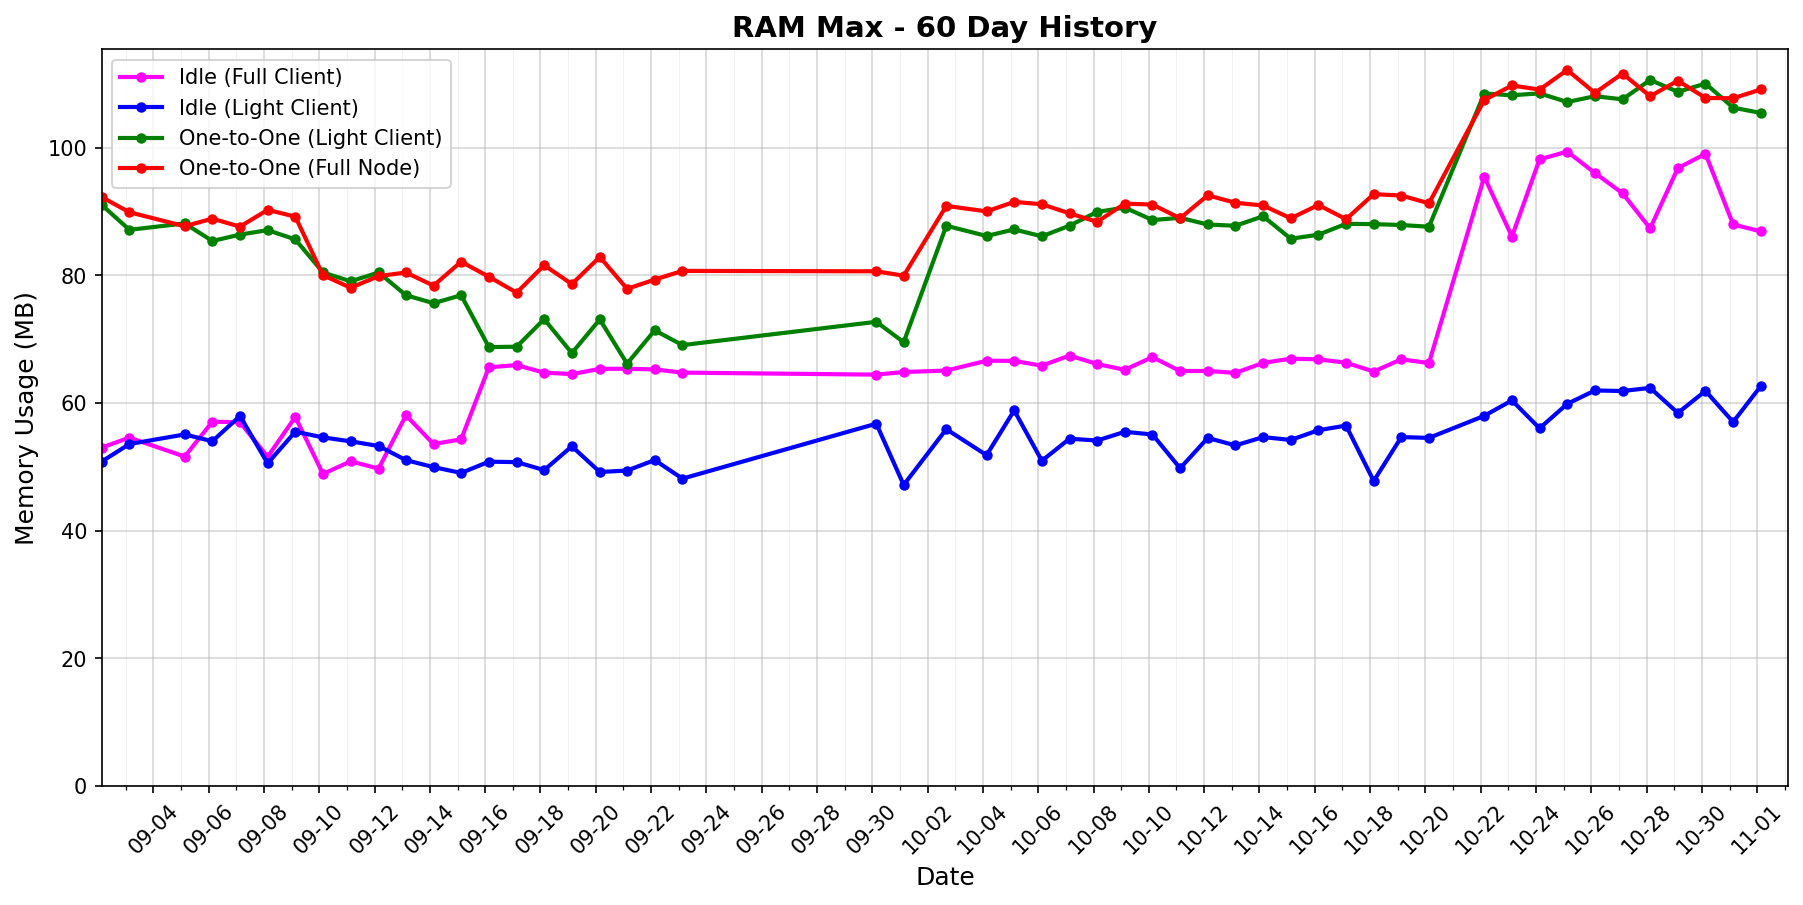 RAM Max - 60 Day History
Idle (Full Client)
Idle (Light Client)
One-to-One (Light Client)
One-to-One (Full Node)
Memory Usage (MB)
100
80
60
40
20
0
09-04 09-06 09-08 09-10 09-12 09-14 09-16 09-18 09-20 09-22 09-24 09-26 09-28 09-30 10-02 10-04 10-06 10-08 10-10 10-12 10-14 10-16 10-18 10-20 10-22 10-24 10-26 10-28 10-30 11-01
Date